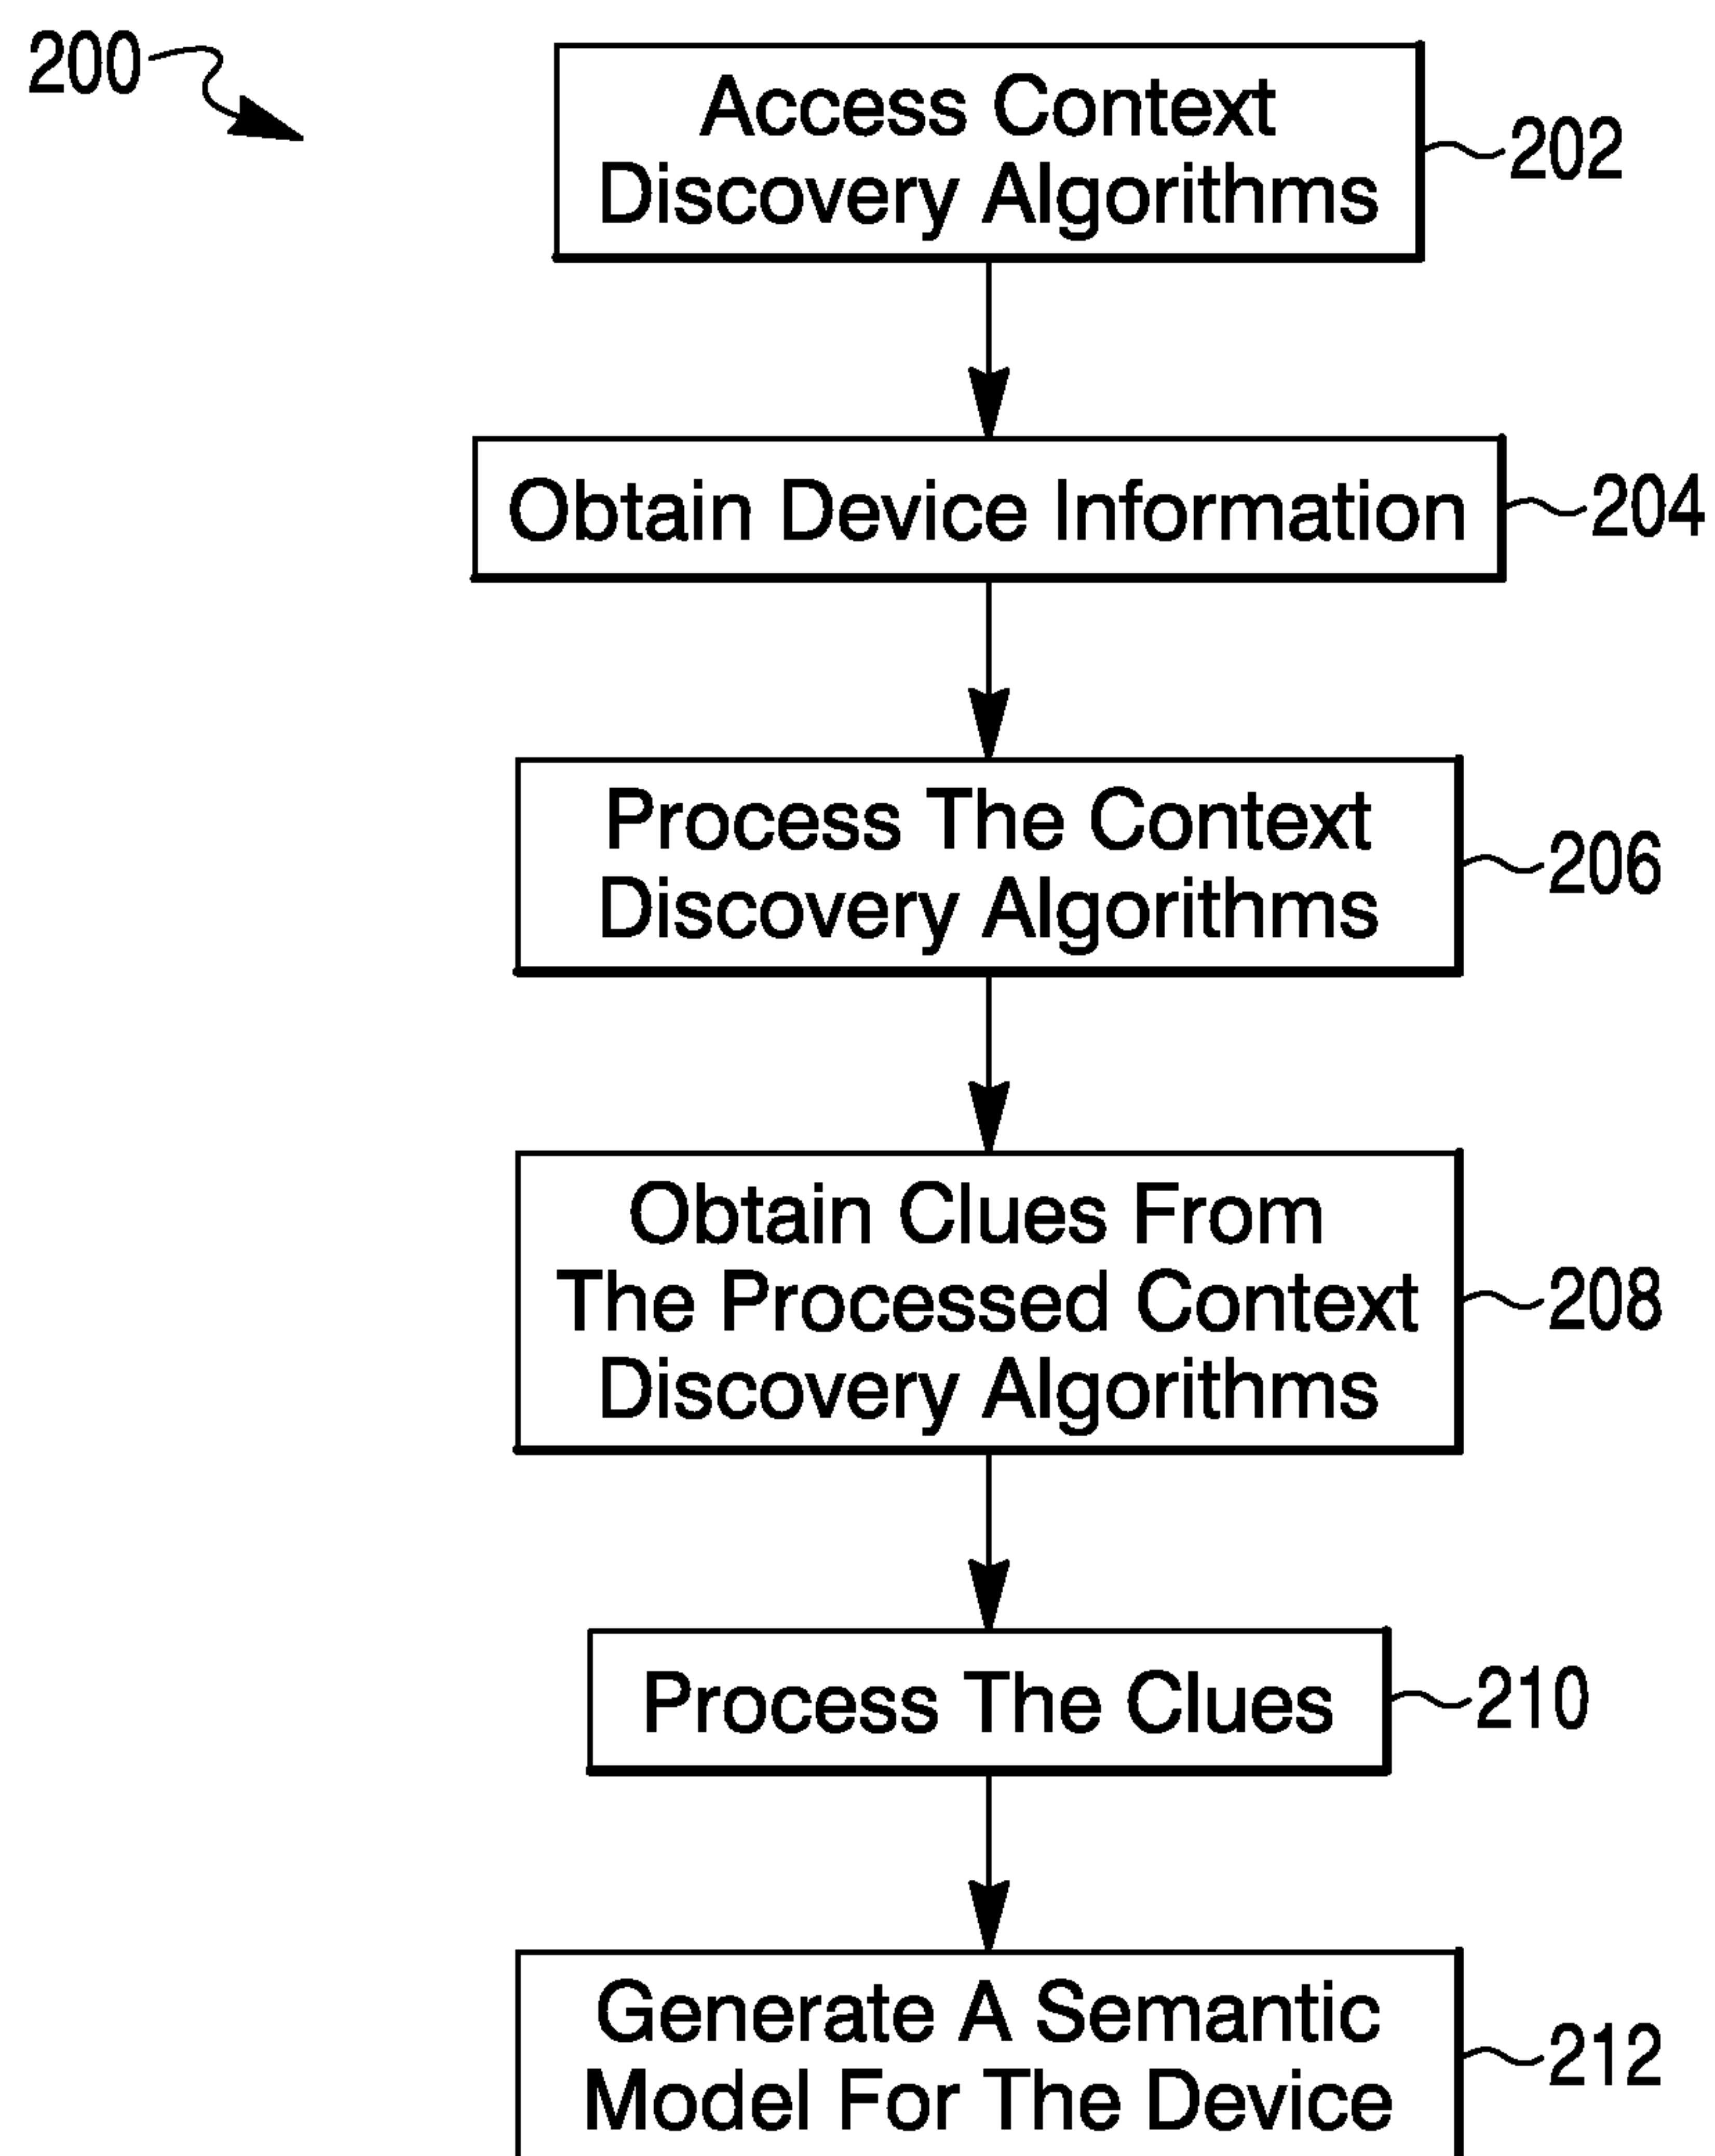 200
Access Context
Discovery Algorithms
202
Obtain Device Information
204
Process The Context
Discovery Algorithms
206
Obtain Clues From
The Processed Context
Discovery Algorithms
208
Process The Clues
210
Generate A Semantic
Model For The Device
212